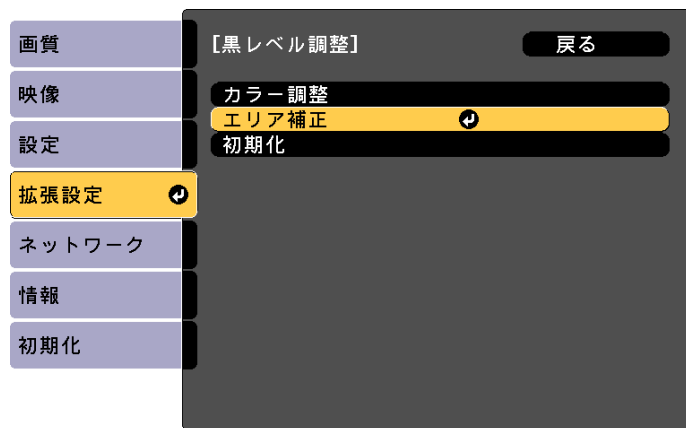 画質
映像
設定
拡張設定
ネットワーク
情報
初期化
[黒レベル調整]
戻る
カラー調整
エリア補正
初期化